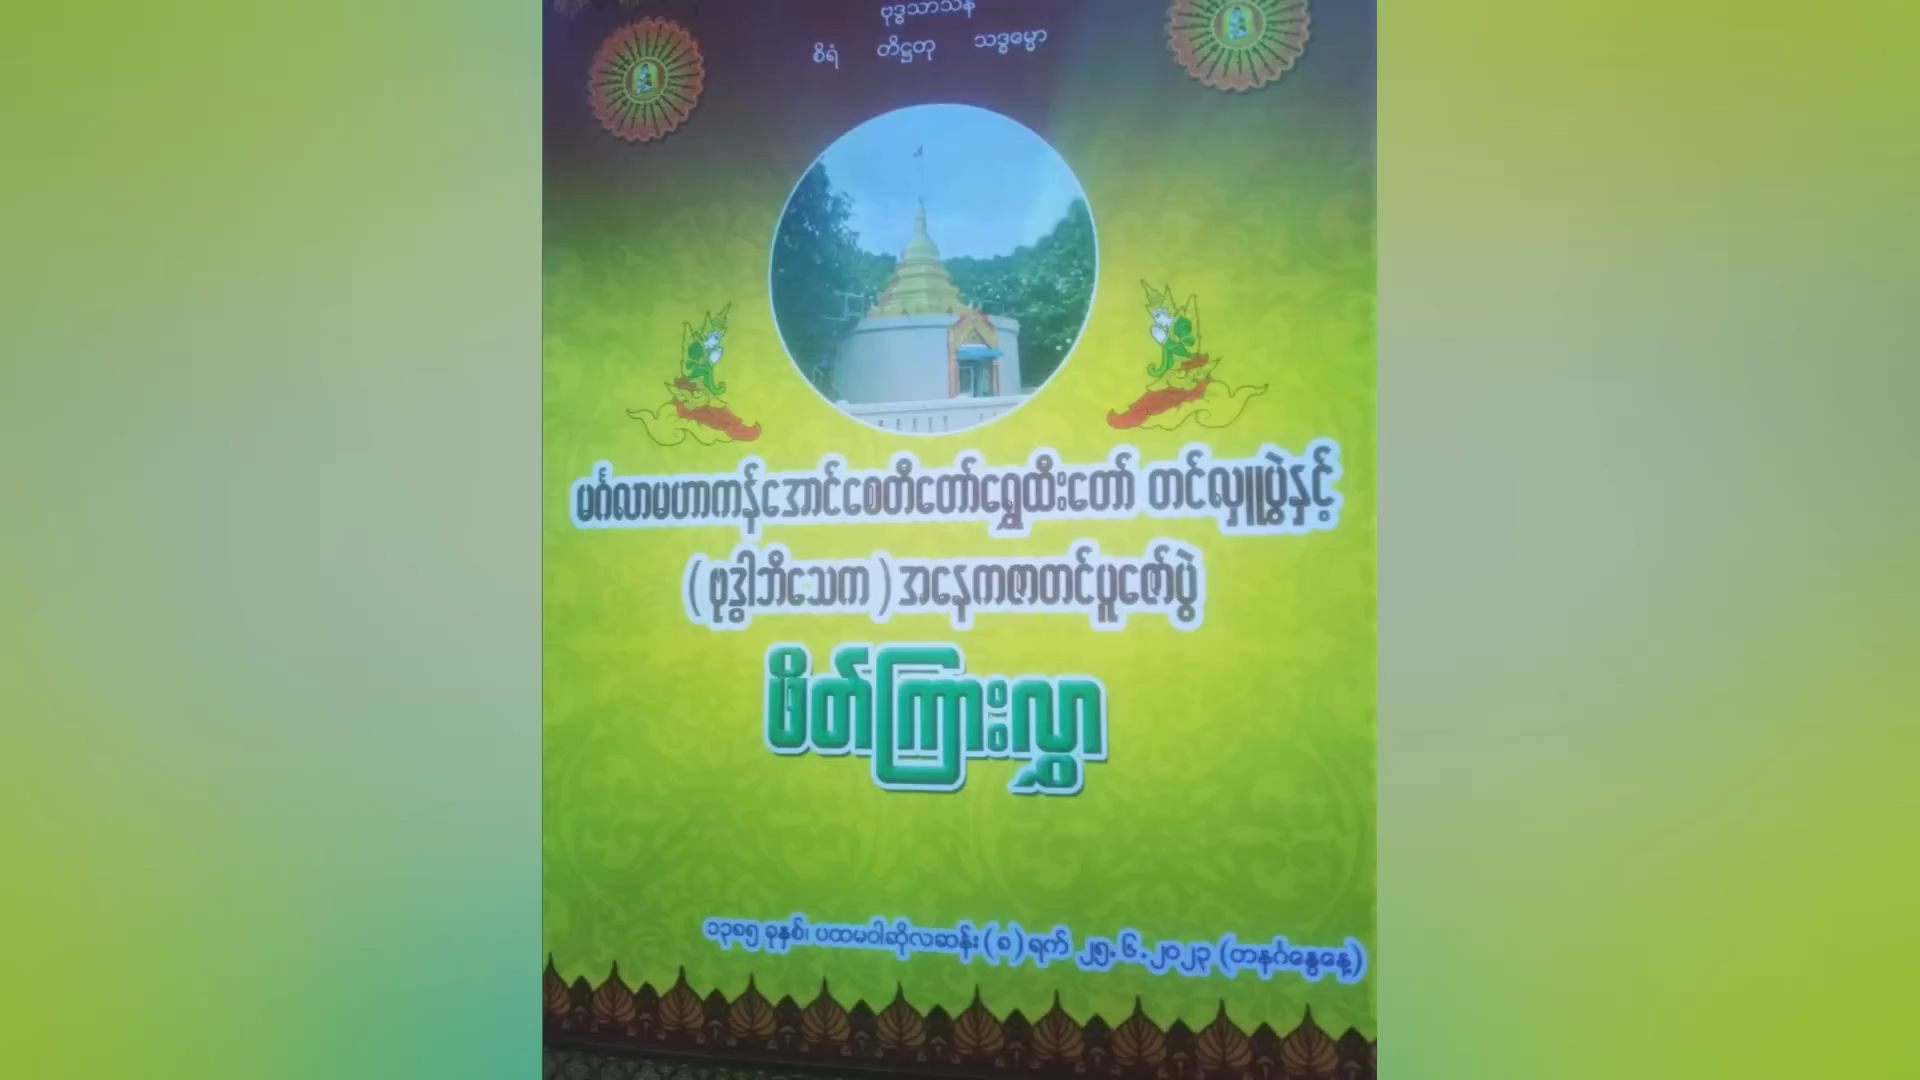 ဗုဒ္ဓသာသနံ
စိရံ တိဋ္ဌတု သဒ္ဓမ္မော
မင်္ဂလာမဟာကန်အောင်စေတီတော်ရွှေထီးတော် တင်လှူပွဲနှင့်
(ဗုဒ္ဓါဘိသေက) အနေကဇာတင်ပူဇော်ပွဲ
ဖိတ်ကြားလွှာ
၁၃၈၅ ခုနှစ်၊ ပထမဝါဆိုလဆန်း (၈) ရက် ၂၅.၆.၂၀၂၃ (တနင်္ဂနွေနေ့)